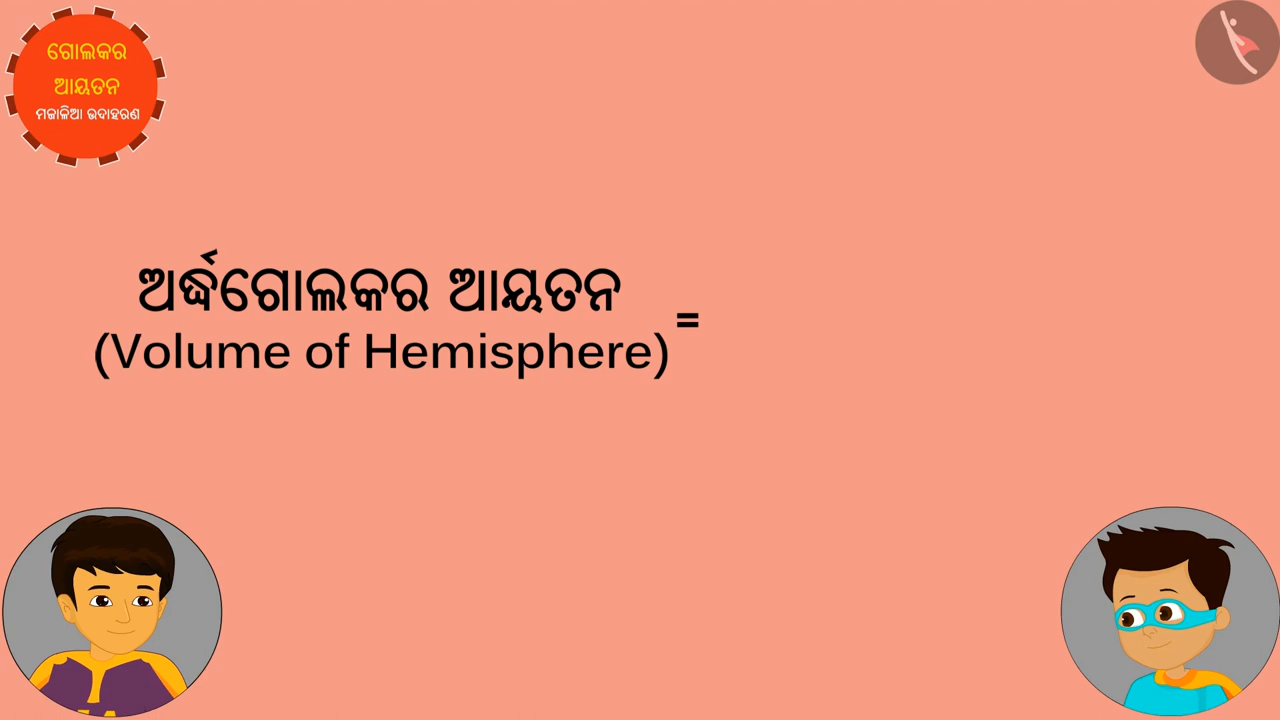 ଗୋଲକର
ଆୟତନ
ମଜାଳିଆ ଉଦାହରଣ
ଅର୍ଦ୍ଧଗୋଲକର ଆୟତନ
(Volume of Hemisphere)
=